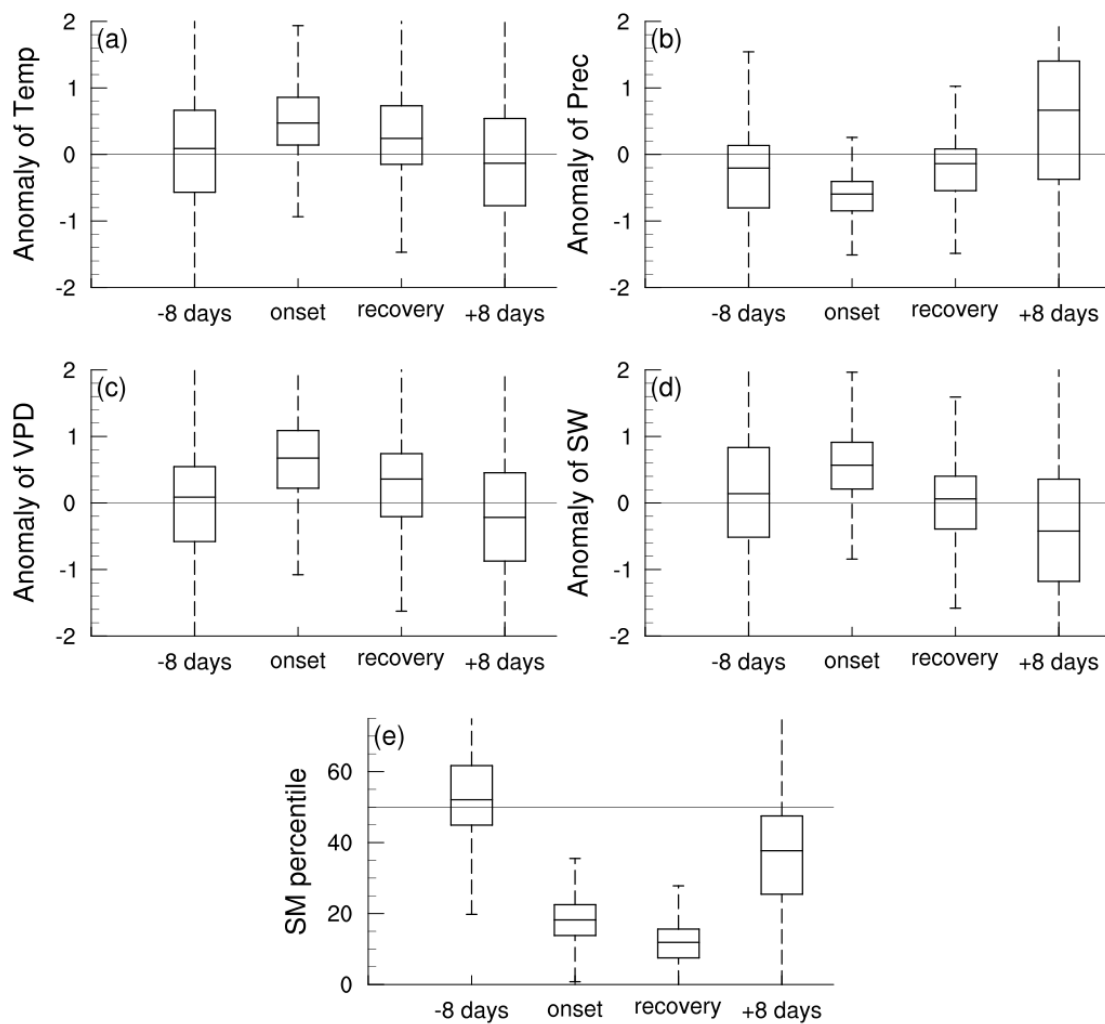 (a)
Anomaly of Temp
2
1
0
-1
-2
-8 days onset recovery +8 days
(b)
Anomaly of Prec
2
1
0
-1
-2
-8 days onset recovery +8 days
(c)
Anomaly of VPD
2
1
0
-1
-2
-8 days onset recovery +8 days
(d)
Anomaly of SW
2
1
0
-1
-2
-8 days onset recovery +8 days
(e)
SM percentile
60
40
20
0
-8 days onset recovery +8 days